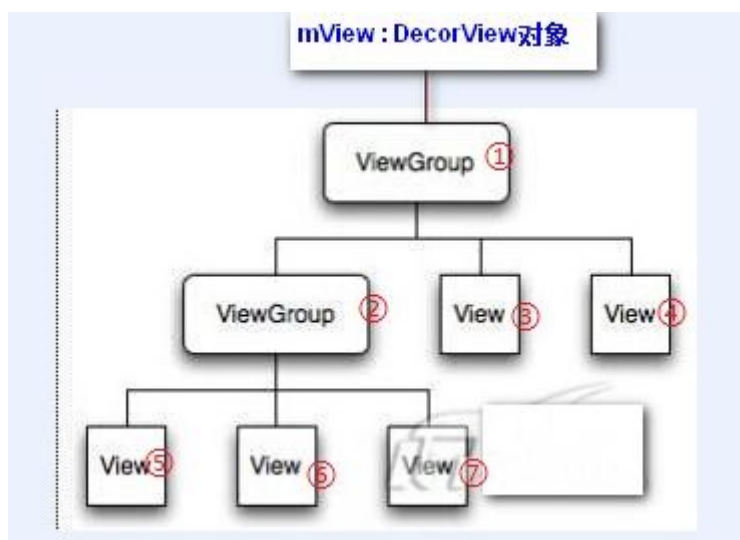 mView : DecorView对象
ViewGroup ①
ViewGroup ②
View ③
View ④
View ⑤
View ⑥
View ⑦